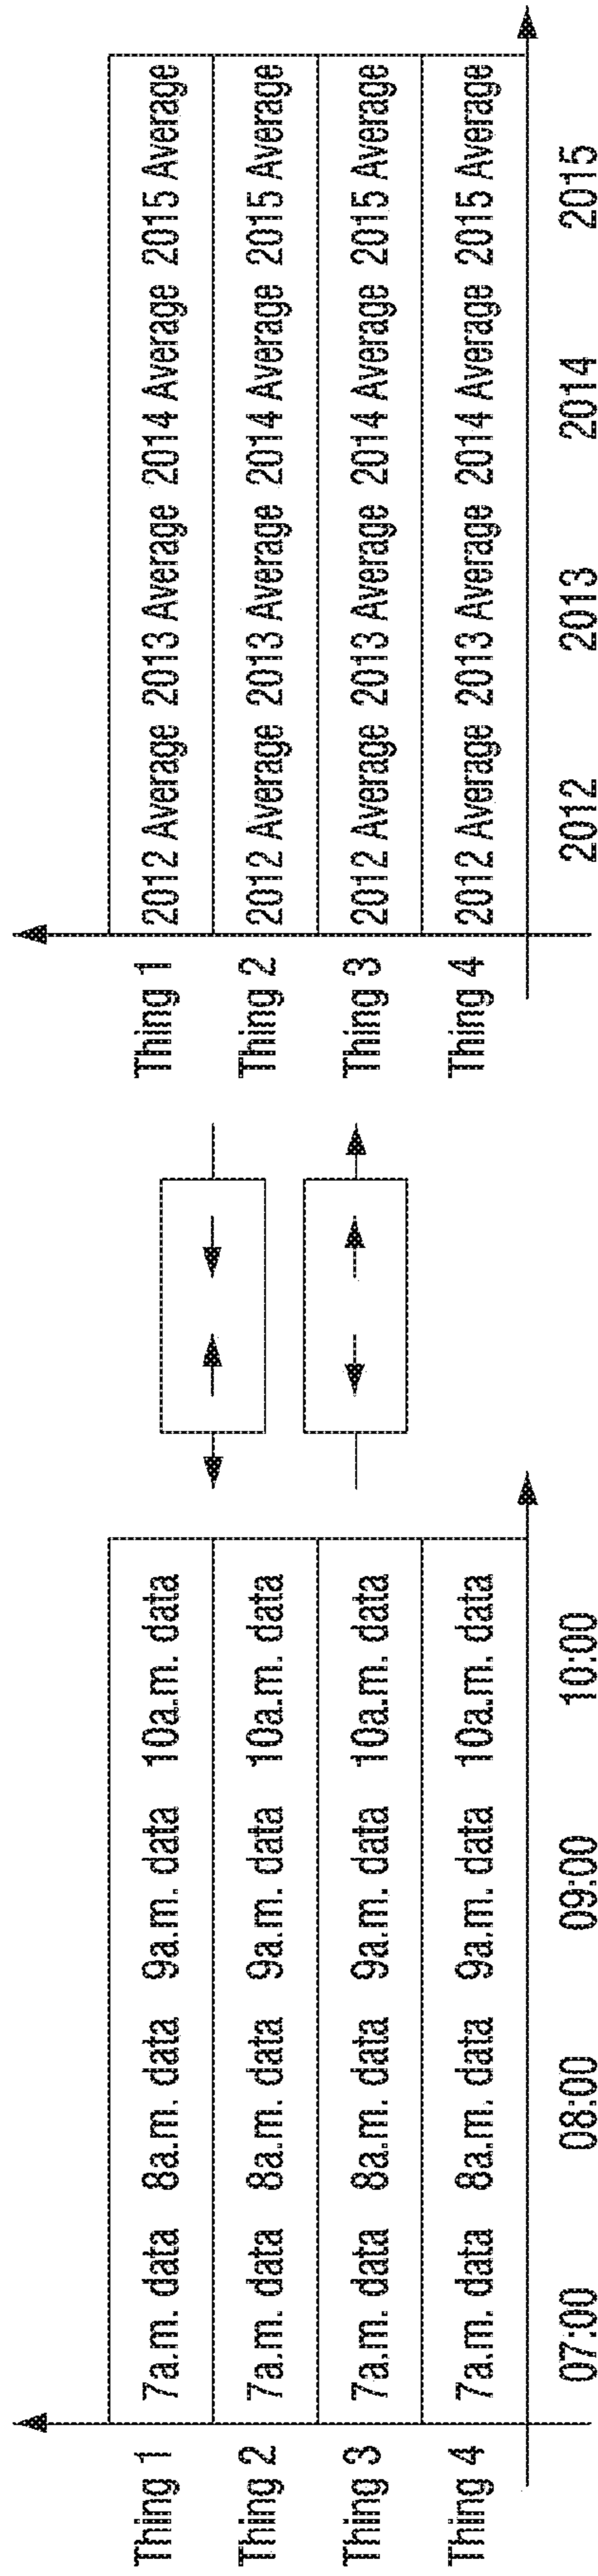 Thing 1 7a.m. data 8a.m. data 9a.m. data 10a.m. data
Thing 2 7a.m. data 8a.m. data 9a.m. data 10a.m. data
Thing 3 7a.m. data 8a.m. data 9a.m. data 10a.m. data
Thing 4 7a.m. data 8a.m. data 9a.m. data 10a.m. data
07:00 08:00 09:00 10:00
Thing 1 2012 Average 2013 Average 2014 Average 2015 Average
Thing 2 2012 Average 2013 Average 2014 Average 2015 Average
Thing 3 2012 Average 2013 Average 2014 Average 2015 Average
Thing 4 2012 Average 2013 Average 2014 Average 2015 Average
2012 2013 2014 2015